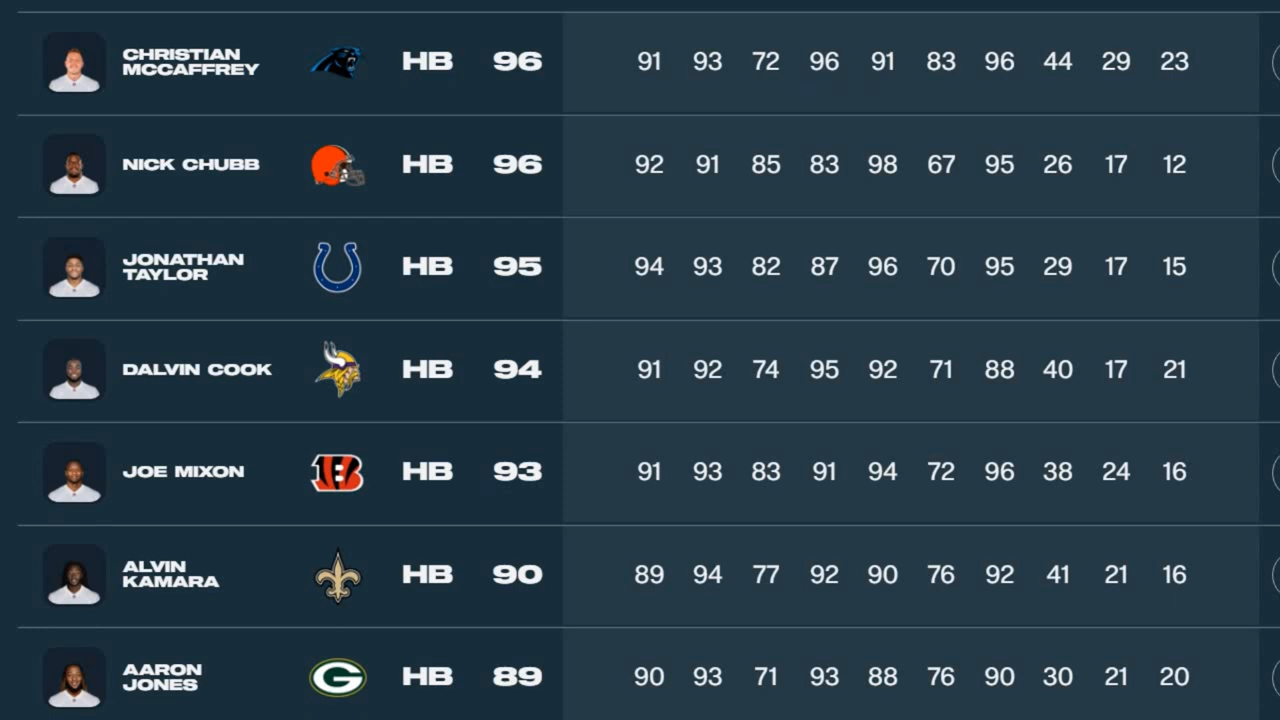 CHRISTIAN MCCAFFREY HB 96 91 93 72 96 91 83 96 44 29 23
NICK CHUBB HB 96 92 91 85 83 98 67 95 26 17 12
JONATHAN TAYLOR HB 95 94 93 82 87 96 70 95 29 17 15
DALVIN COOK HB 94 91 92 74 95 92 71 88 40 17 21
JOE MIXON B HB 93 91 93 83 91 94 72 96 38 24 16
ALVIN KAMARA HB 90 89 94 77 92 90 76 92 41 21 16
AARON JONES G HB 89 90 93 71 93 88 76 90 30 21 20